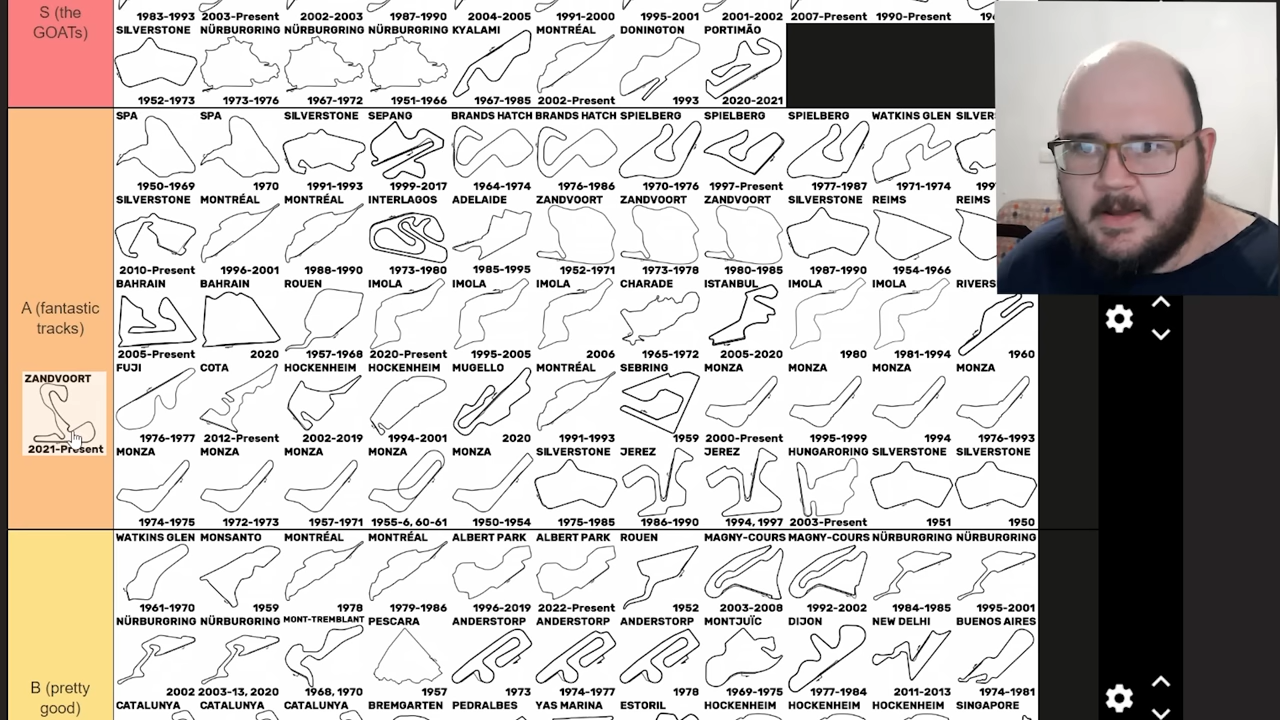 S (the
GOATs)
1983-1993 2003-Present 2002-2003 1987-1990 2004-2005 1991-2000 1995-2001 2001-2002 2007-Present 1990-Present
SILVERSTONE NÜRBURGRING NÜRBURGRING NÜRBURGRING KYALAMI MONTRÉAL DONINGTON PORTIMÃO
1952-1973 1973-1976 1967-1972 1951-1966 1967-1985 2002-Present 1993 2020-2021
A (fantastic
tracks)
SPA SPA SILVERSTONE SEPANG BRANDS HATCH BRANDS HATCH SPIELBERG SPIELBERG SPIELBERG WATKINS GLEN
1950-1969 1970 1991-1993 1999-2017 1964-1974 1976-1986 1970-1976 1997-Present 1977-1987 1971-1974
SILVERSTONE MONTRÉAL MONTRÉAL INTERLAGOS ADELAIDE ZANDVOORT ZANDVOORT ZANDVOORT SILVERSTONE REIMS REIMS
2010-Present 1996-2001 1988-1990 1973-1980 1985-1995 1952-1971 1973-1978 1980-1985 1987-1990 1954-1966
BAHRAIN BAHRAIN ROUEN IMOLA IMOLA IMOLA CHARADE ISTANBUL IMOLA IMOLA RIVERS
2005-Present 2020 1957-1968 2020-Present 1995-2005 2006 1965-1972 2005-2020 1980 1981-1994 1960
ZANDVOORT
2021-Present
FUJI COTA HOCKENHEIM HOCKENHEIM MUGELLO MONTRÉAL SEBRING MONZA MONZA MONZA MONZA
1976-1977 2012-Present 2002-2019 1994-2001 2020 1991-1993 1959 2000-Present 1995-1999 1994 1976-1993
MONZA MONZA MONZA MONZA MONZA SILVERSTONE JEREZ JEREZ HUNGARORING SILVERSTONE SILVERSTONE
1974-1975 1972-1973 1957-1971 1955-6, 60-61 1950-1954 1975-1985 1986-1990 1994, 1997 2003-Present 1951 1950
B (pretty
good)
WATKINS GLEN MONSANTO MONTRÉAL MONTRÉAL ALBERT PARK ALBERT PARK ROUEN MAGNY-COURS MAGNY-COURS NÜRBURGRING NÜRBURGRING
1961-1970 1959 1978 1979-1986 1996-2019 2022-Present 1952 2003-2008 1992-2002 1984-1985 1995-2001
NÜRBURGRING NÜRBURGRING MONT-TREMBLANT PESCARA ANDERSTORP ANDERSTORP ANDERSTORP MONTJUÏC DIJON NEW DELHI BUENOS AIRES
2002 2003-13, 2020 1968, 1970 1957 1973 1974-1977 1978 1969-1975 1977-1984 2011-2013 1974-1981
CATALUNYA CATALUNYA CATALUNYA BREMGARTEN PEDRALBES YAS MARINA ESTORIL HOCKENHEIM HOCKENHEIM HOCKENHEIM SINGAPORE